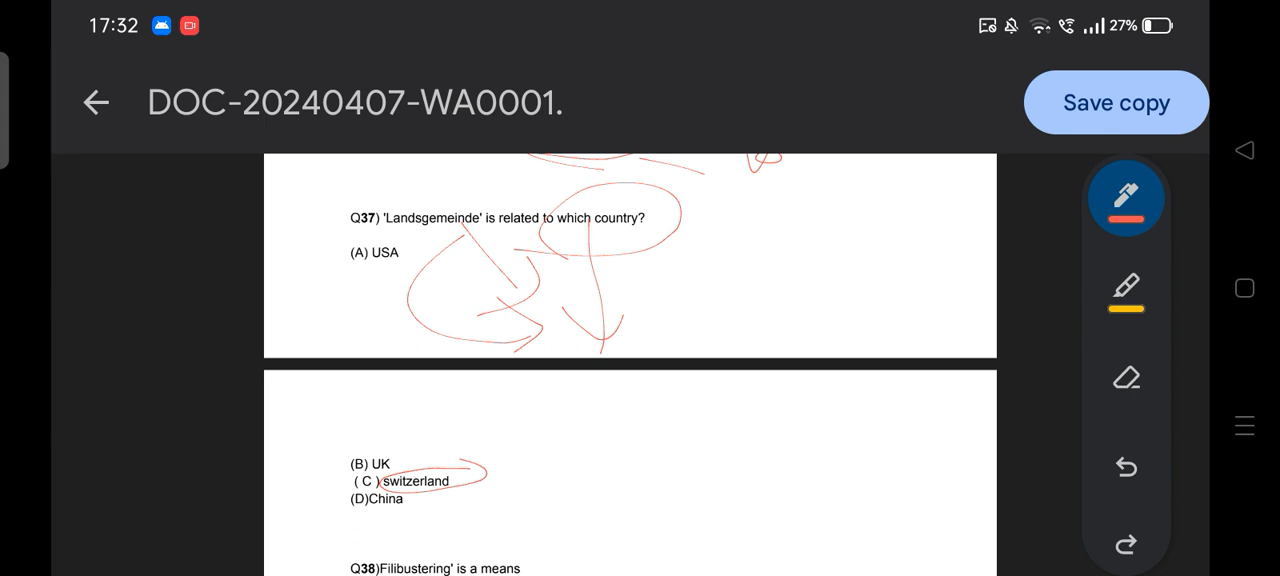 17:32
27%
DOC-20240407-WA0001.
Save copy
Q37) 'Landsgemeinde' is related to which country?
(A) USA
(B) UK
( C ) switzerland
(D)China
Q38)Filibustering' is a means